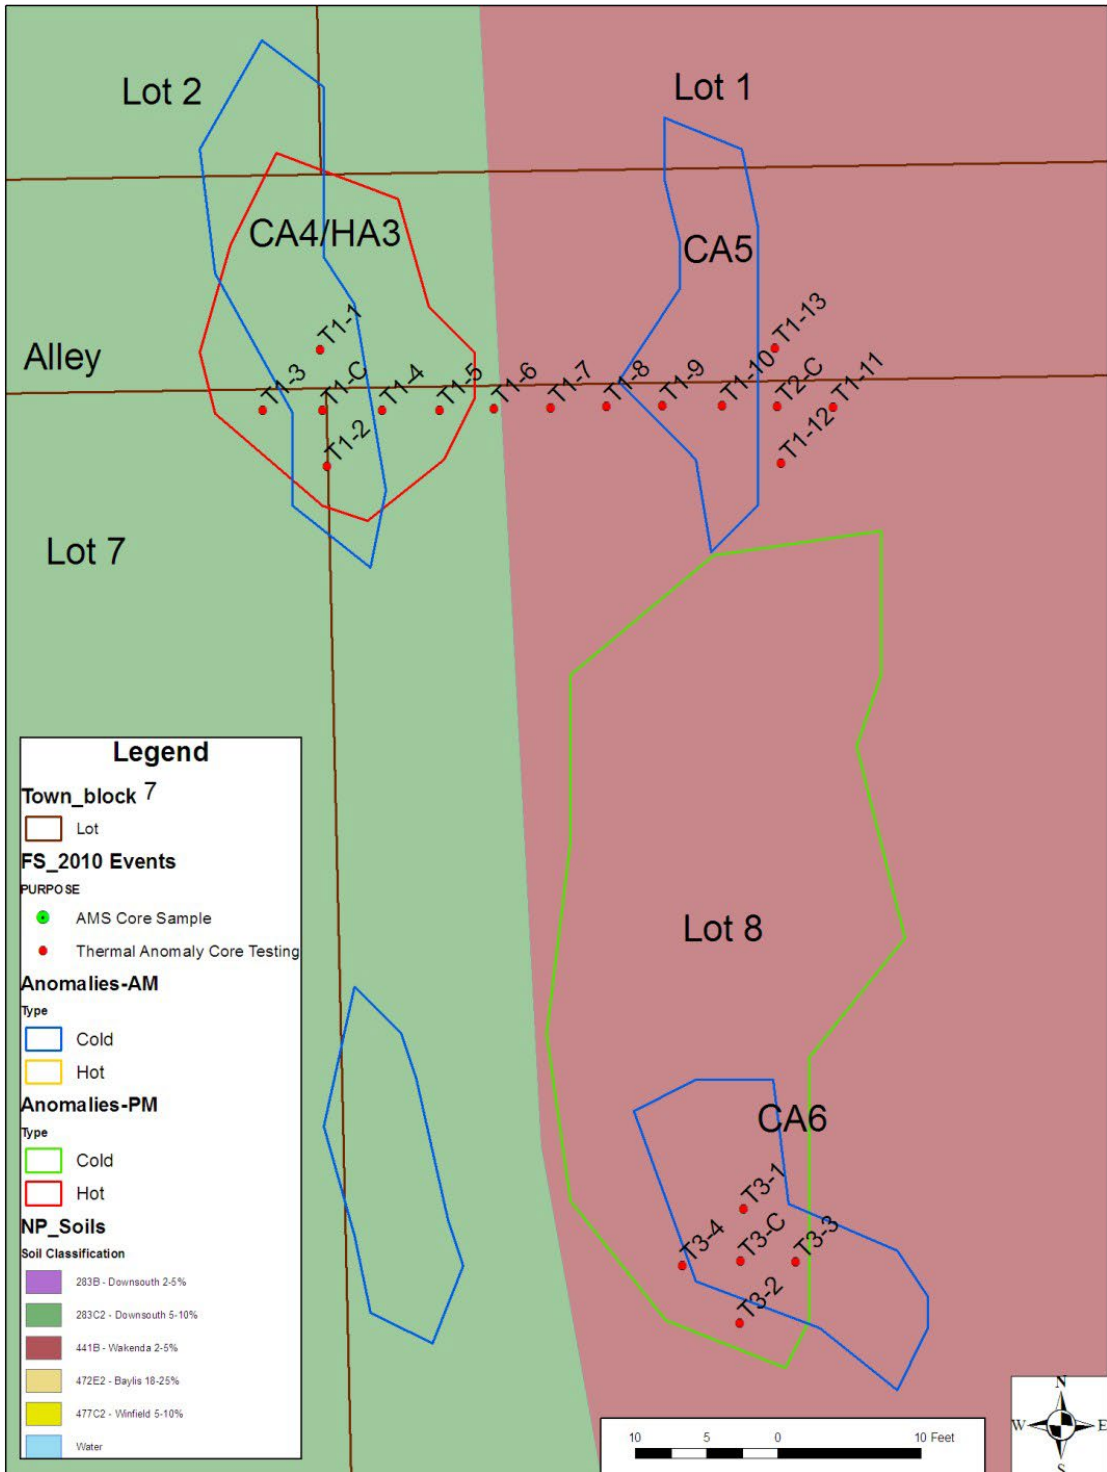 Lot 2
Lot 1
CA4/HA3
CA5
T1-1
T1-13
Alley
T1-3
T1-C
T1-4
T1-5
T1-6
T1-7
T1-8
T1-9
T1-10
T2-C
T1-11
T1-2
T1-12
Lot 7
Legend
Town_block 7
Lot
FS_2010 Events
PURPOSE
AMS Core Sample
Thermal Anomaly Core Testing
Anomalies-AM
Type
Cold
Hot
Anomalies-PM
Type
Cold
Hot
NP_Soils
Soil Classification
283B - Downsouth 2-5%
283C2 - Downsouth 5-10%
441B - Wakenda 2-5%
472E2 - Baylis 18-25%
477C2 - Winfield 5-10%
Water
Lot 8
CA6
T3-1
T3-4
T3-C
T3-3
T3-2
10 5 0 10 Feet
N
W E
S